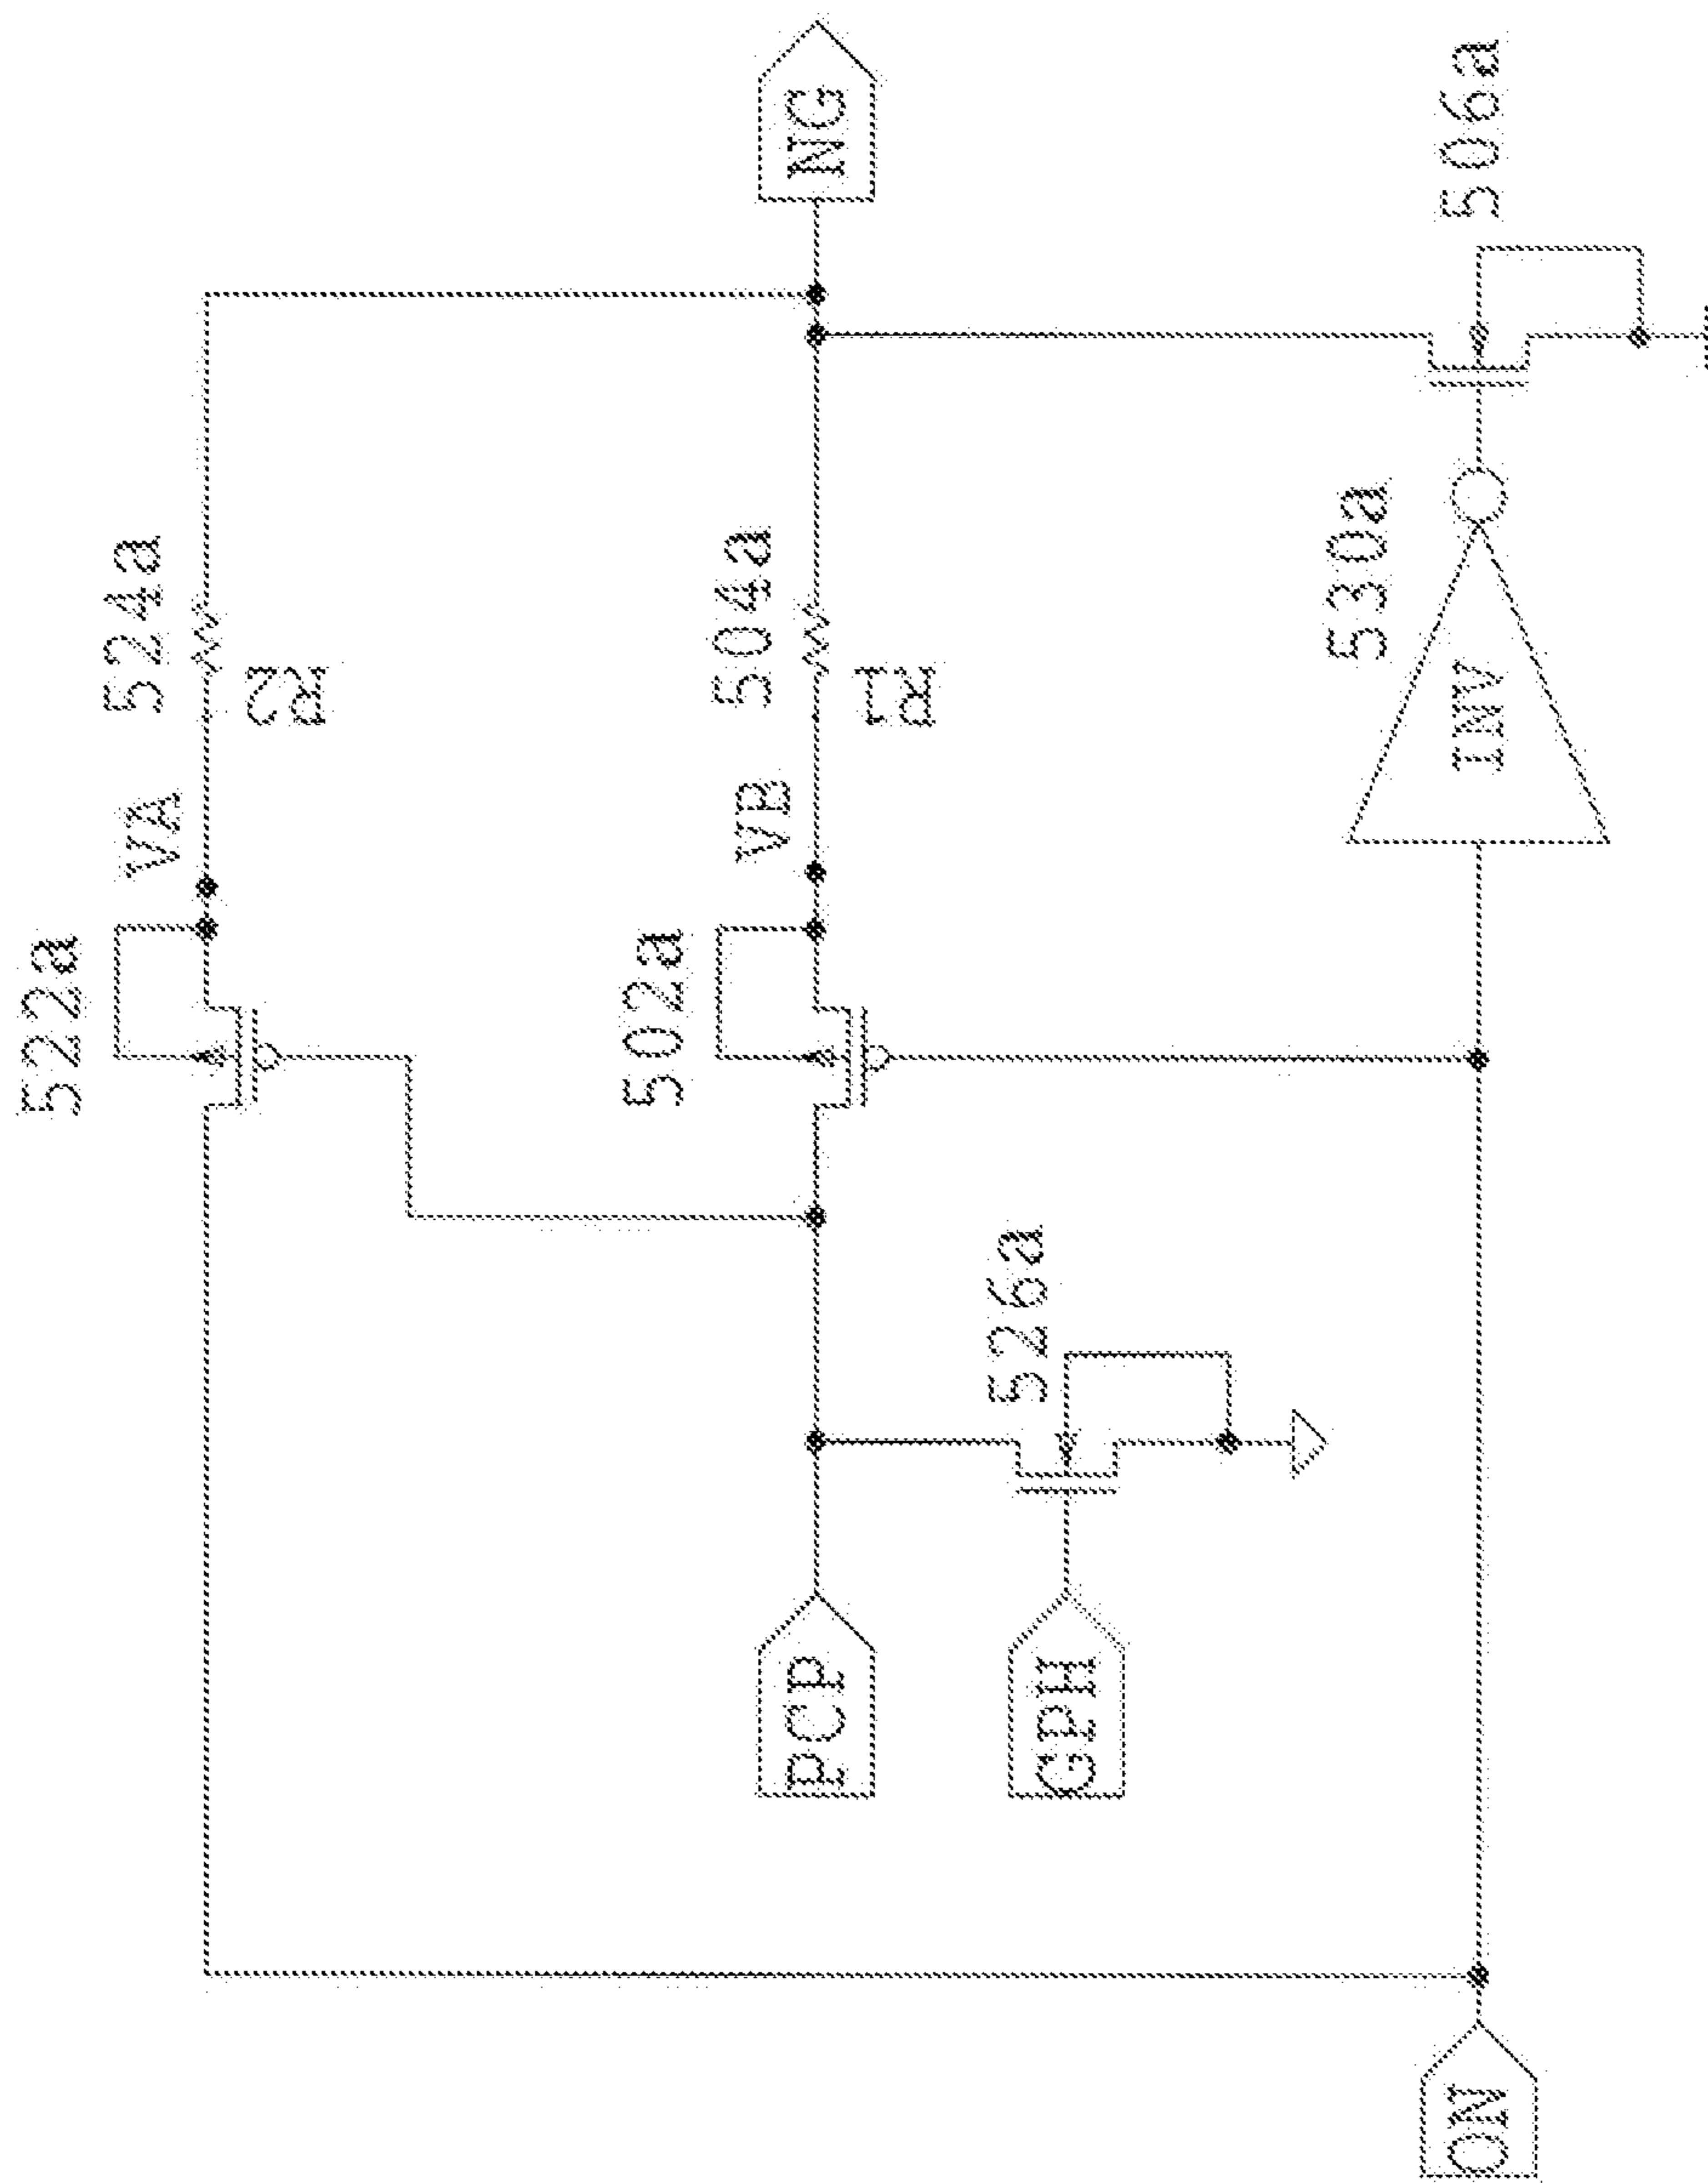 522a
VA
524a
R2
502a
VB
504a
R1
PCP
NG
526a
GPH
530a
INV
506a
ON